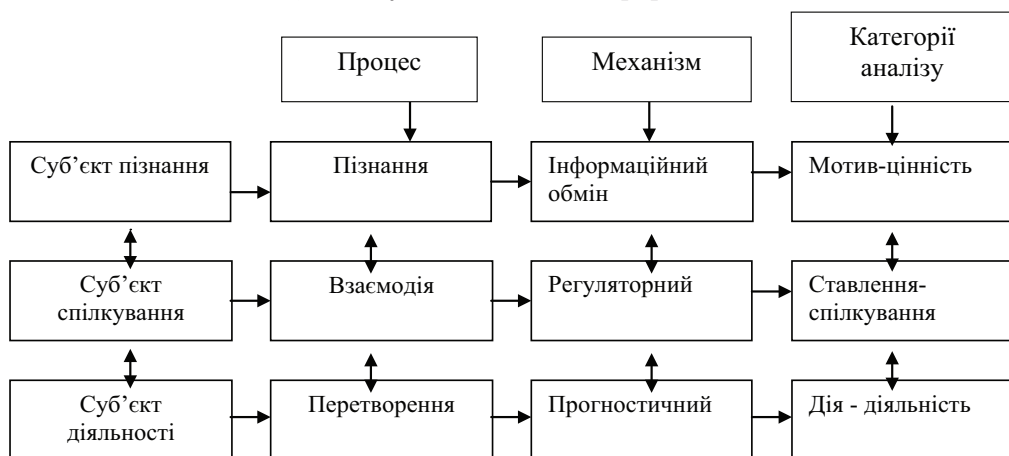 Процес
Механізм
Категорії
аналізу
Суб’єкт пізнання
Пізнання
Інформаційний
обмін
Мотив-цінність
Суб’єкт
спілкування
Взаємодія
Регуляторний
Ставлення-
спілкування
Суб’єкт
діяльності
Перетворення
Прогностичний
Дія - діяльність